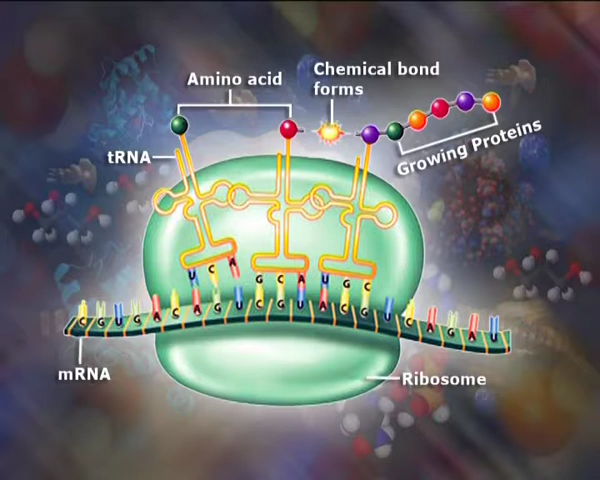 Amino acid
Chemical bond
forms
tRNA
Growing Proteins
U C A G G C A U G C
C G U G A C A G U C C A C G U C A G A U
mRNA
Ribosome